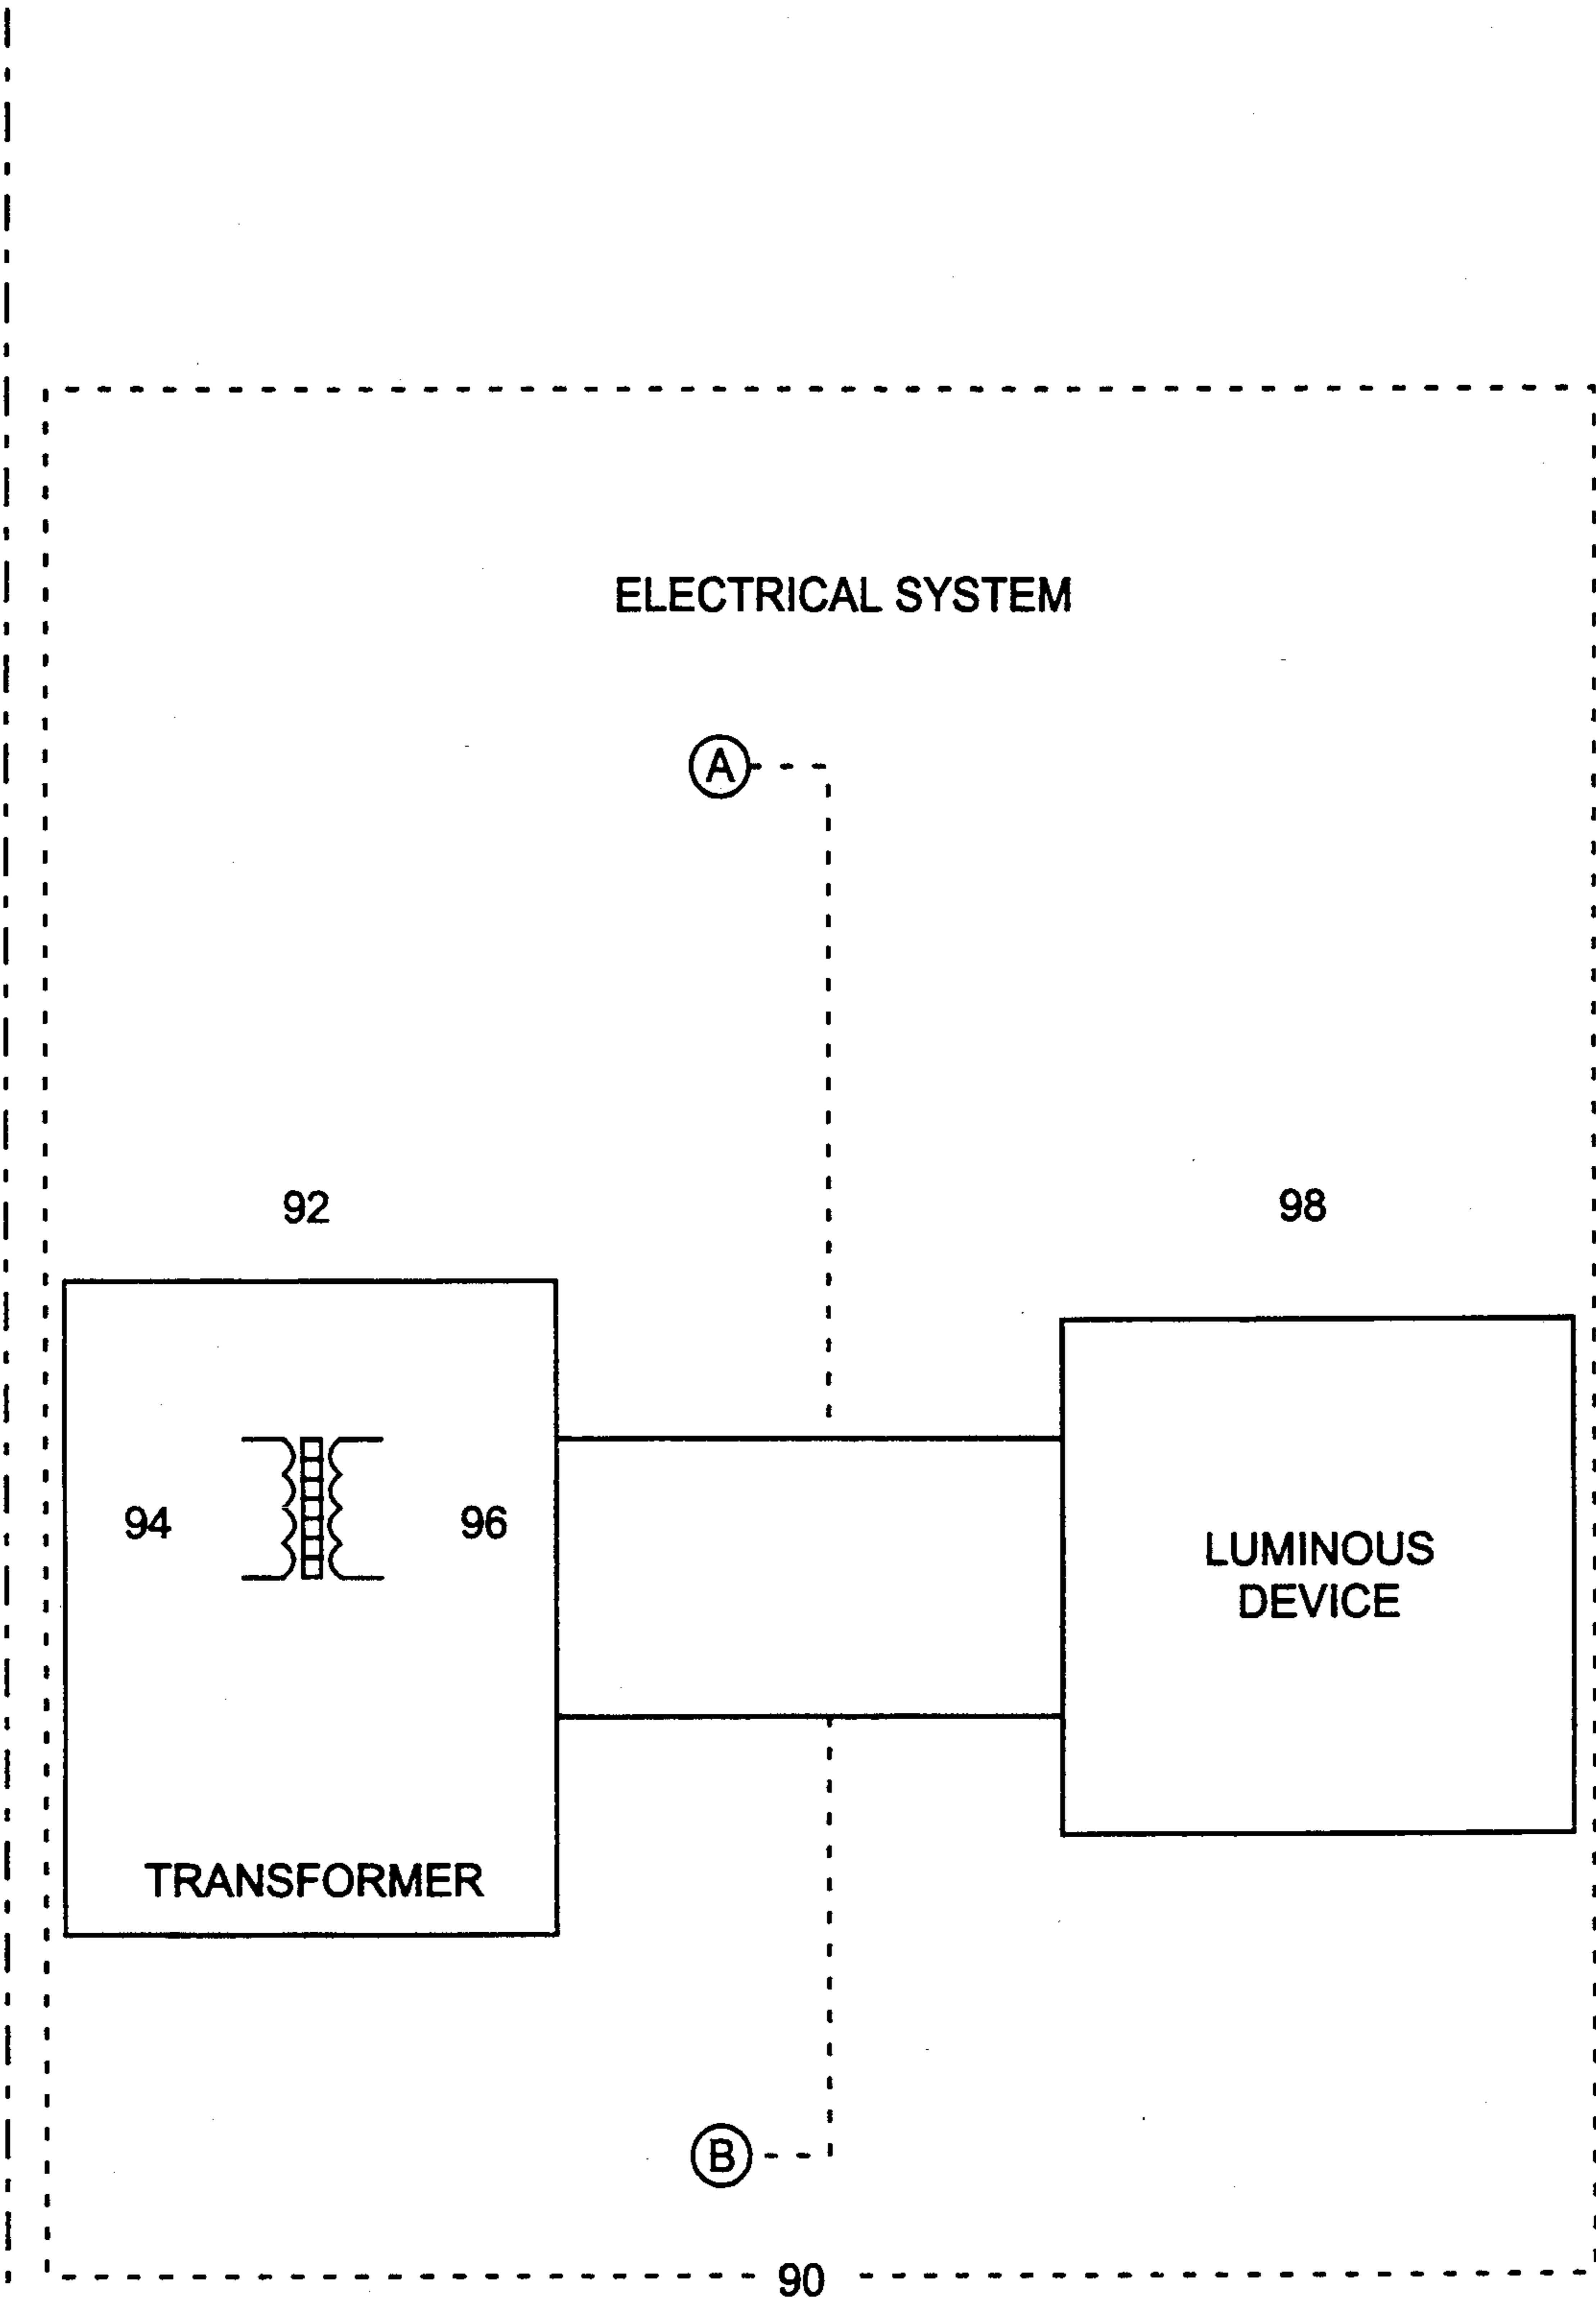 ELECTRICAL SYSTEM
A
92
98
94
96
LUMINOUS
DEVICE
TRANSFORMER
B
90